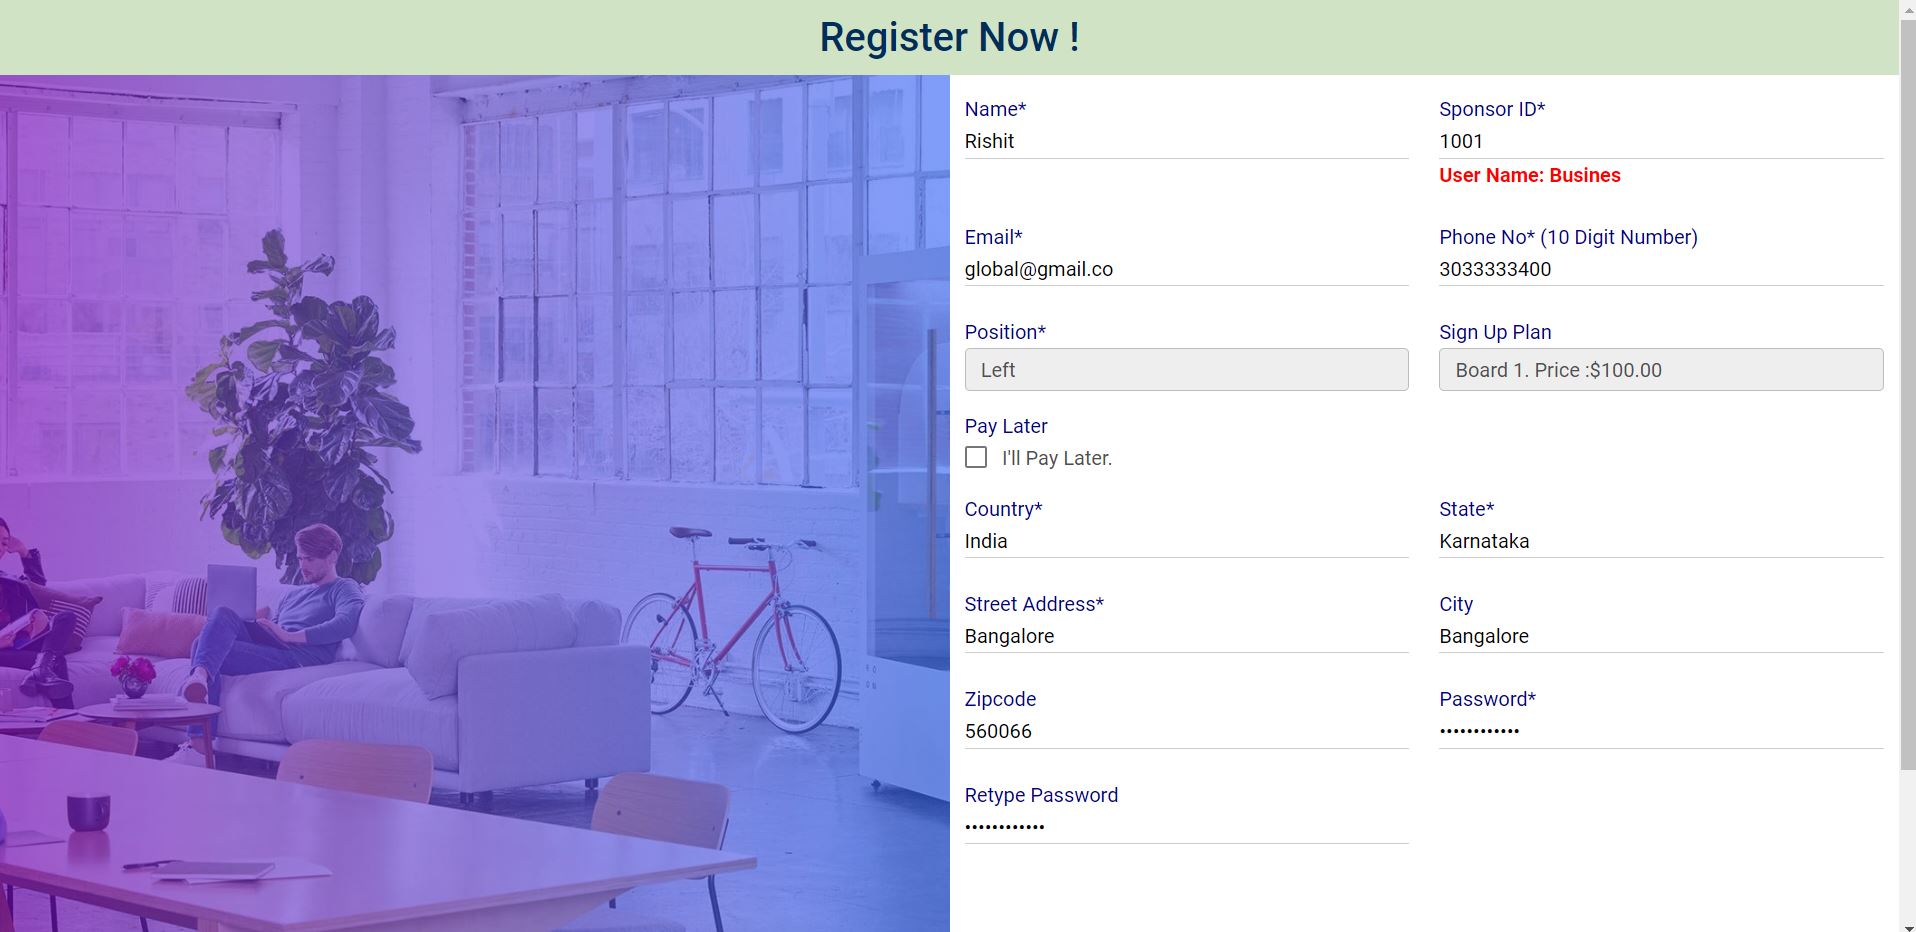 Register Now !
Name*
Rishit
Sponsor ID*
1001
User Name: Busines
Email*
global@gmail.co
Phone No* (10 Digit Number)
3033333400
Position*
Left
Sign Up Plan
Board 1. Price :$100.00
Pay Later
I'll Pay Later.
Country*
India
State*
Karnataka
Street Address*
Bangalore
City
Bangalore
Zipcode
560066
Password*
••••••••••••
Retype Password
••••••••••••